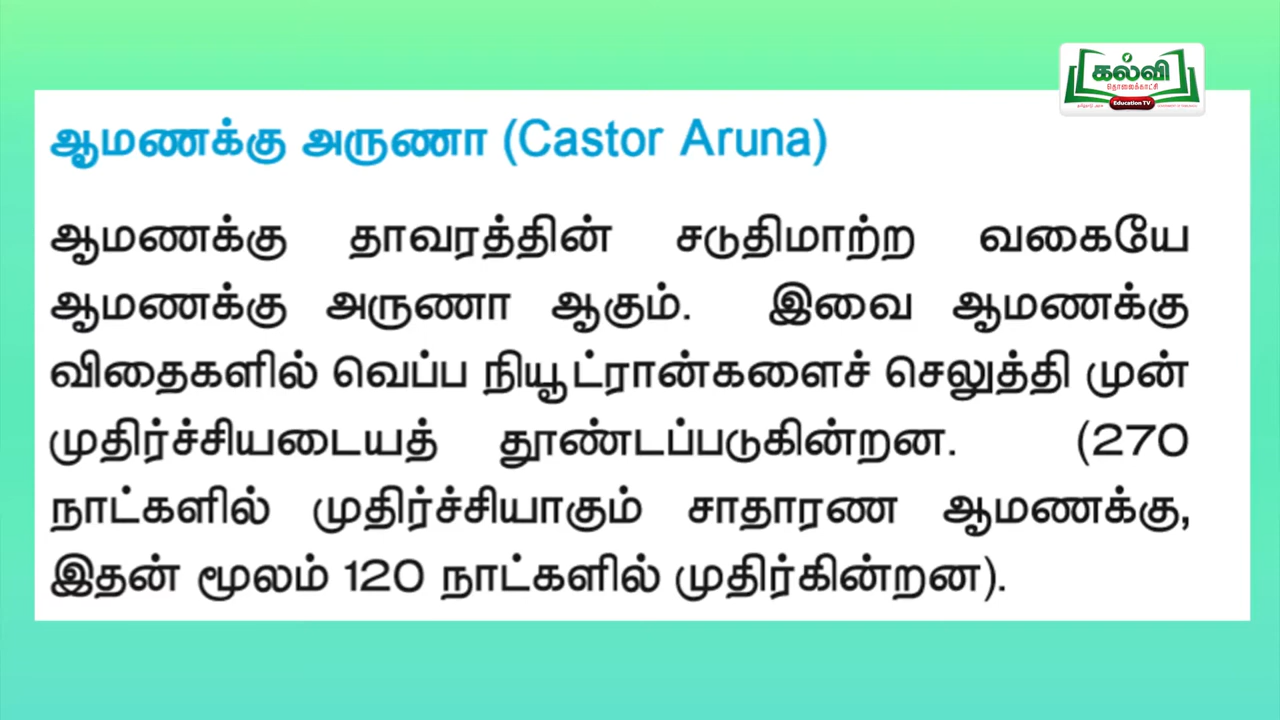 கல்வி
தொலைக்காட்சி
Education TV
ஆமணக்கு அருணா (Castor Aruna)
ஆமணக்கு தாவரத்தின் சடுதிமாற்ற வகையே
ஆமணக்கு அருணா ஆகும். இவை ஆமணக்கு
விதைகளில் வெப்ப நியூட்ரான்களைச் செலுத்தி முன்
முதிர்ச்சியடையத் தூண்டப்படுகின்றன. (270
நாட்களில் முதிர்ச்சியாகும் சாதாரண ஆமணக்கு,
இதன் மூலம் 120 நாட்களில் முதிர்கின்றன).